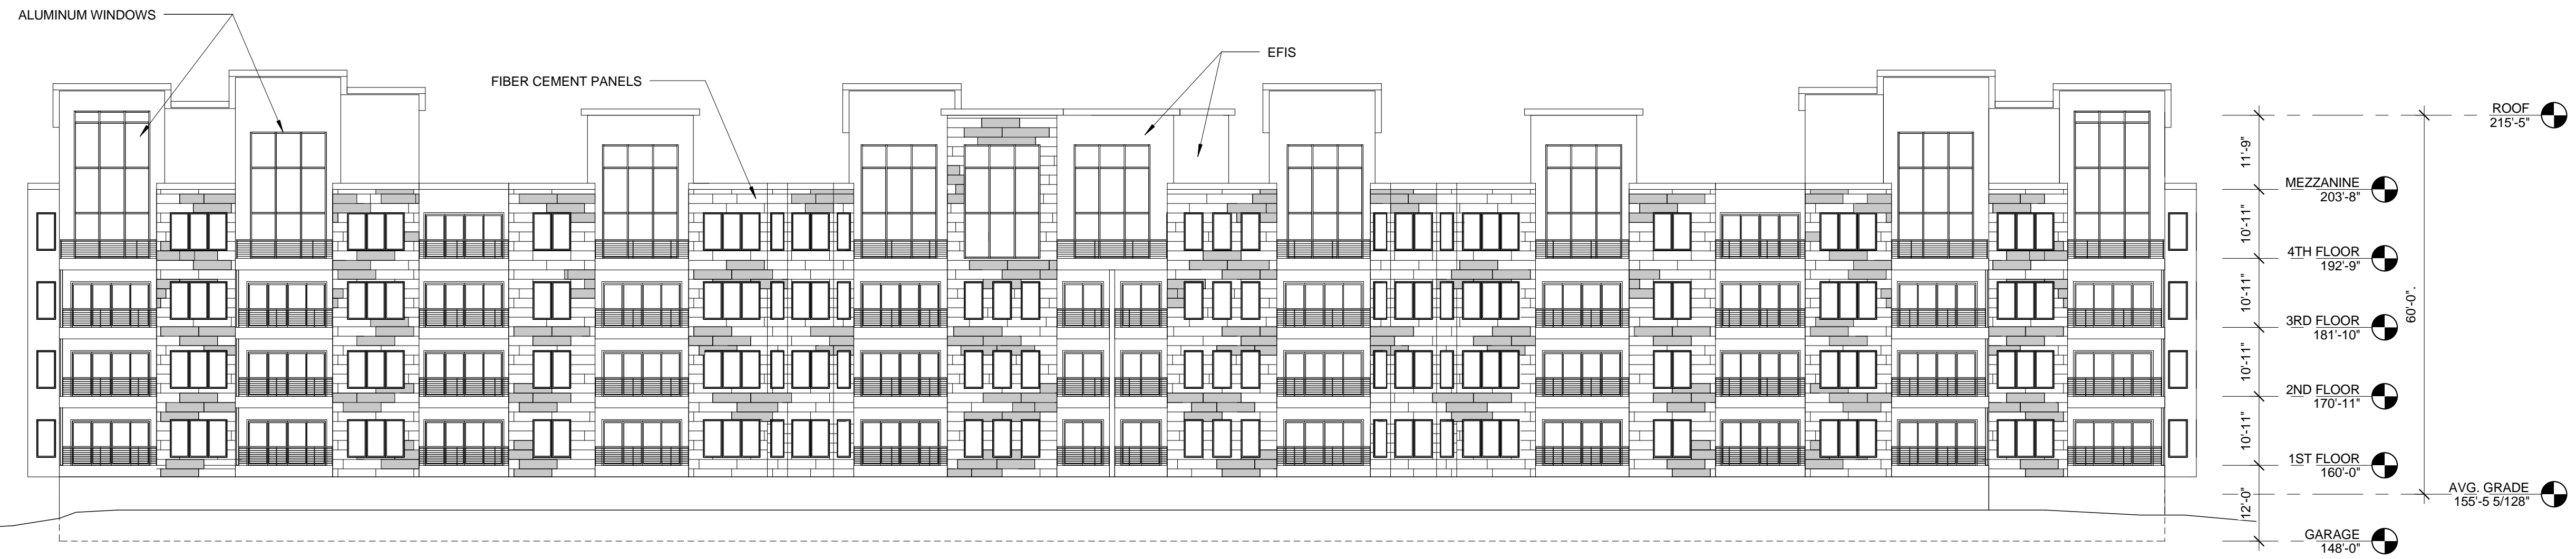 ALUMINUM WINDOWS
FIBER CEMENT PANELS
EFIS
ROOF
215'-5"
11'-9"
MEZZANINE
203'-8"
10'-11"
4TH FLOOR
192'-9"
10'-11"
60'-0".
3RD FLOOR
181'-10"
10'-11"
2ND FLOOR
170'-11"
10'-11"
1ST FLOOR
160'-0"
AVG. GRADE
155'-5 5/128"
12'-0"
GARAGE
148'-0"